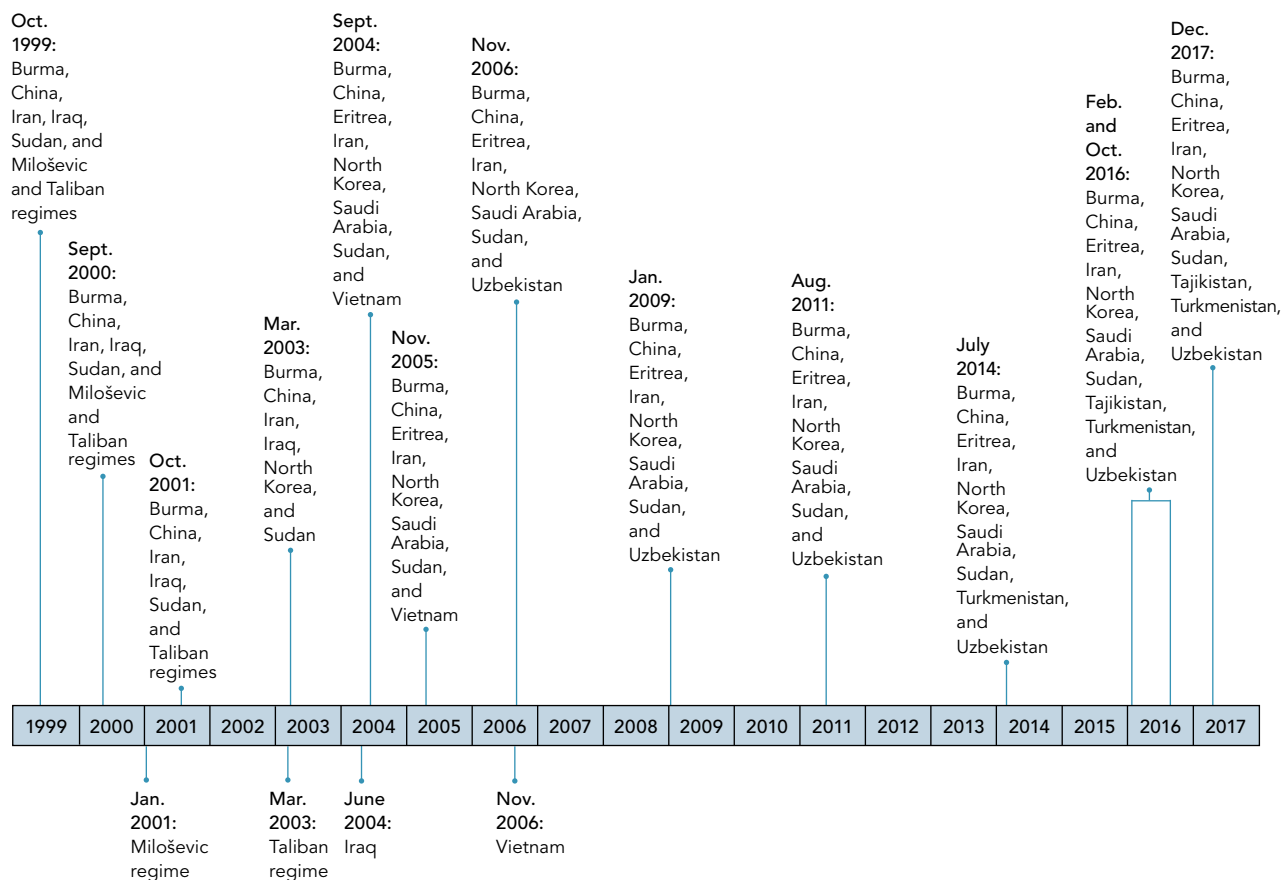 Oct.
1999:
Burma,
China,
Iran, Iraq,
Sudan, and
Miloševic
and Taliban
regimes
Sept.
2000:
Burma,
China,
Iran, Iraq,
Sudan, and
Miloševic
and
Taliban
regimes
Oct.
2001:
Burma,
China,
Iran,
Iraq,
Sudan,
and
Taliban
regimes
Mar.
2003:
Burma,
China,
Iran,
Iraq,
North
Korea,
and
Sudan
Sept.
2004:
Burma,
China,
Eritrea,
Iran,
North
Korea,
Saudi
Arabia,
Sudan,
and
Vietnam
Nov.
2005:
Burma,
China,
Eritrea,
Iran,
North
Korea,
Saudi
Arabia,
Sudan,
and
Vietnam
Nov.
2006:
Burma,
China,
Eritrea,
Iran,
North Korea,
Saudi Arabia,
Sudan,
and
Uzbekistan
Jan.
2009:
Burma,
China,
Eritrea,
Iran,
North
Korea,
Saudi
Arabia,
Sudan,
and
Uzbekistan
Aug.
2011:
Burma,
China,
Eritrea,
Iran,
North
Korea,
Saudi
Arabia,
Sudan,
and
Uzbekistan
July
2014:
Burma,
China,
Eritrea,
Iran,
North
Korea,
Saudi
Arabia,
Sudan,
Turkmenistan,
and
Uzbekistan
Feb.
and
Oct.
2016:
Burma,
China,
Eritrea,
Iran,
North
Korea,
Saudi
Arabia,
Sudan,
Tajikistan,
Turkmenistan,
and
Uzbekistan
Dec.
2017:
Burma,
China,
Eritrea,
Iran,
North
Korea,
Saudi
Arabia,
Sudan,
Tajikistan,
Turkmenistan,
and
Uzbekistan
1999 2000 2001 2002 2003 2004 2005 2006 2007 2008 2009 2010 2011 2012 2013 2014 2015 2016 2017
Jan.
2001:
Miloševic
regime
Mar.
2003:
Taliban
regime
June
2004:
Iraq
Nov.
2006:
Vietnam